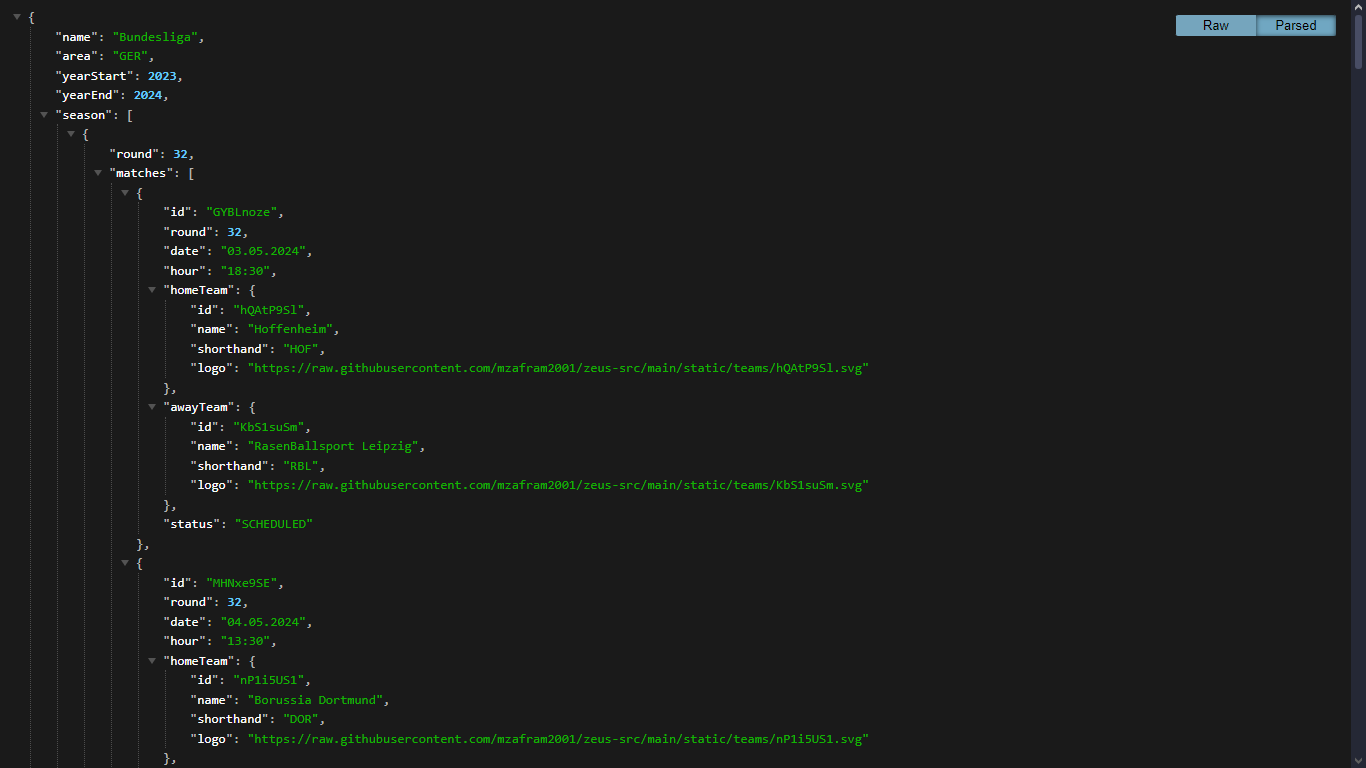 {
Raw Parsed
"name": "Bundesliga",
"area": "GER",
"yearStart": 2023,
"yearEnd": 2024,
"season": [
{
"round": 32,
"matches": [
{
"id": "GYBLnoze",
"round": 32,
"date": "03.05.2024",
"hour": "18:30",
"homeTeam": {
"id": "hQAtP9Sl",
"name": "Hoffenheim",
"shorthand": "HOF",
"logo": "https://raw.githubusercontent.com/mzafram2001/zeus-src/main/static/teams/hQAtP9Sl.svg"
},
"awayTeam": {
"id": "KbS1suSm",
"name": "RasenBallsport Leipzig",
"shorthand": "RBL",
"logo": "https://raw.githubusercontent.com/mzafram2001/zeus-src/main/static/teams/KbS1suSm.svg"
},
"status": "SCHEDULED"
},
{
"id": "MHNxe9SE",
"round": 32,
"date": "04.05.2024",
"hour": "13:30",
"homeTeam": {
"id": "nP1i5US1",
"name": "Borussia Dortmund",
"shorthand": "DOR",
"logo": "https://raw.githubusercontent.com/mzafram2001/zeus-src/main/static/teams/nP1i5US1.svg"
},